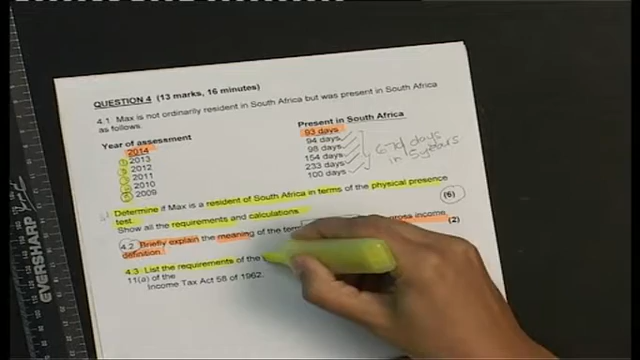 QUESTION 4 (13 marks, 16 minutes)
4.1 Max is not ordinarily resident in South Africa but was present in South Africa
as follows.
Year of assessment Present in South Africa
2014 93 days
2013 94 days
2012 98 days
2011 154 days
2010 233 days
2009 100 days
670 days
in 5 years
Determine if Max is a resident of South Africa in terms of the physical presence
test.
Show all the requirements and calculations. (6)
4.2 Briefly explain the meaning of the term gross income (2)
definition.
4.3 List the requirements of the
11(a) of the
Income Tax Act 58 of 1962.
EVERSHARP